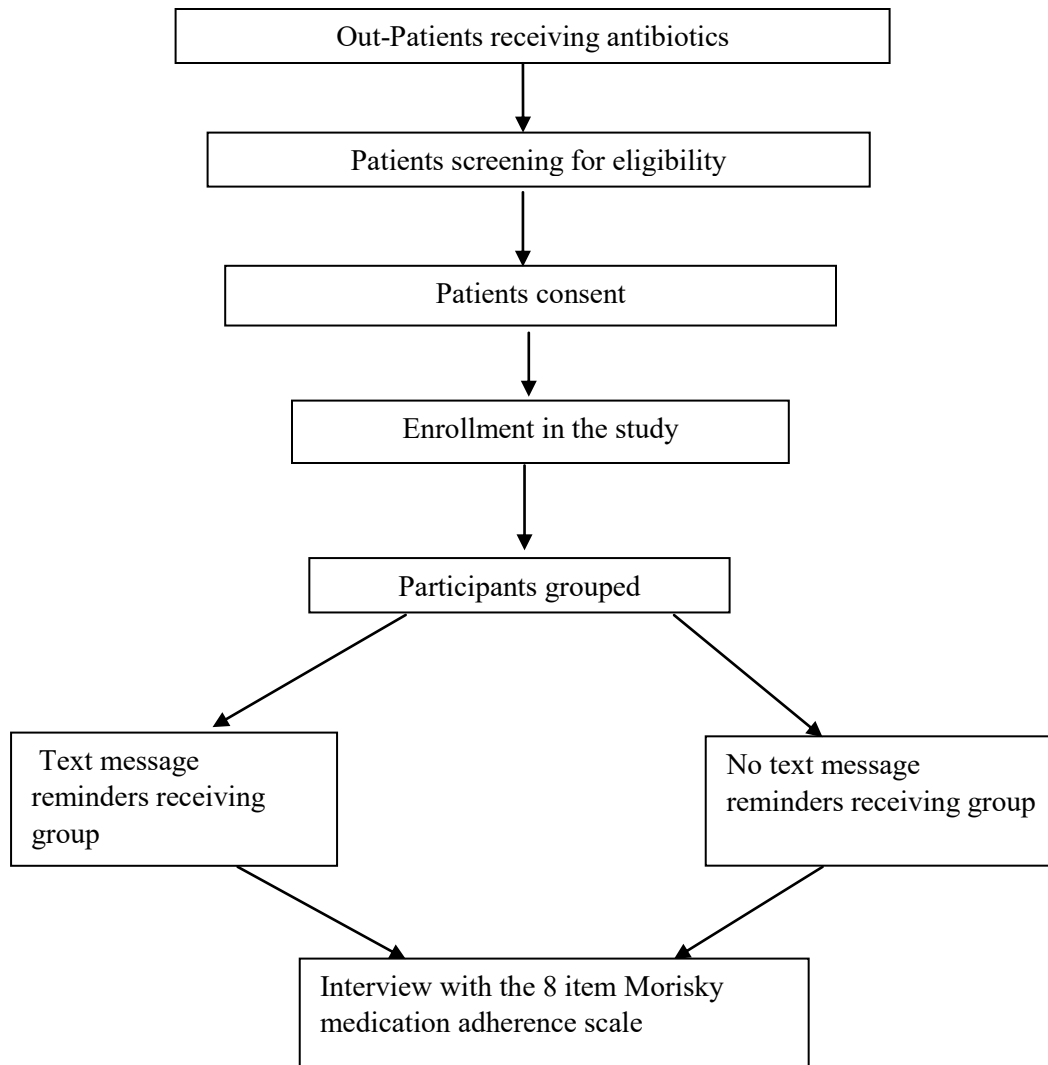 Out-Patients receiving antibiotics
Patients screening for eligibility
Patients consent
Enrollment in the study
Participants grouped
Text message
reminders receiving
group
No text message
reminders receiving group
Interview with the 8 item Morisky
medication adherence scale